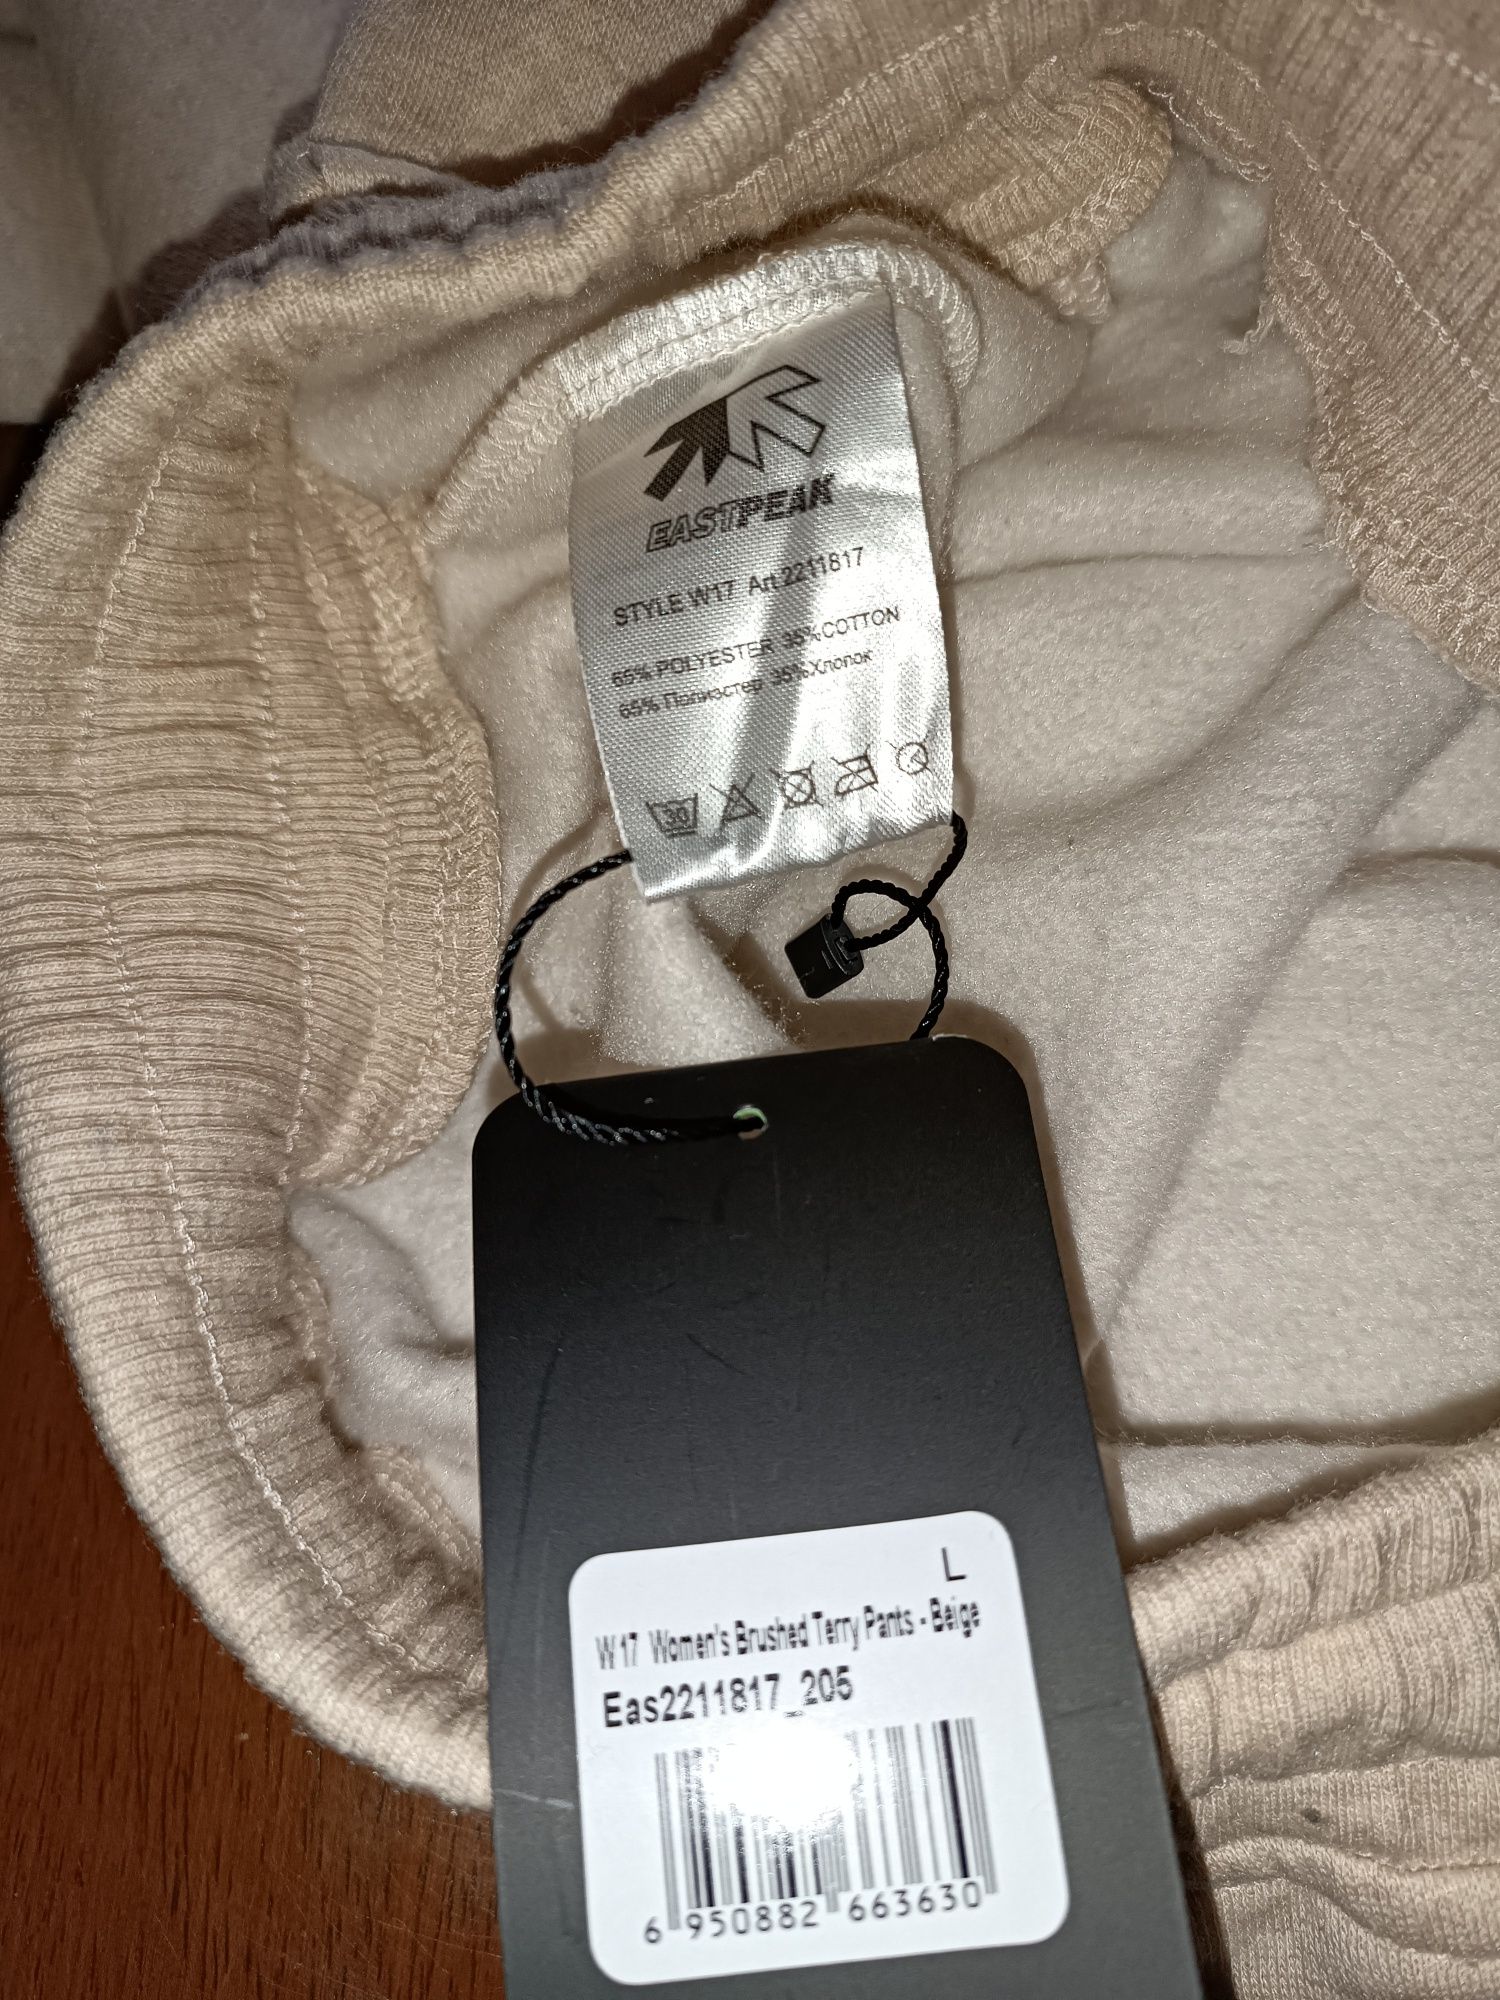 EASTPEAK
STYLE W17 Art 2211817
65% POLYESTER 35%COTTON
65% Полиэстер 35%Хлопок
30
L
W 17 Women's Brushed Terry Pants - Beige
Eas2211817_205
6 950882 663630